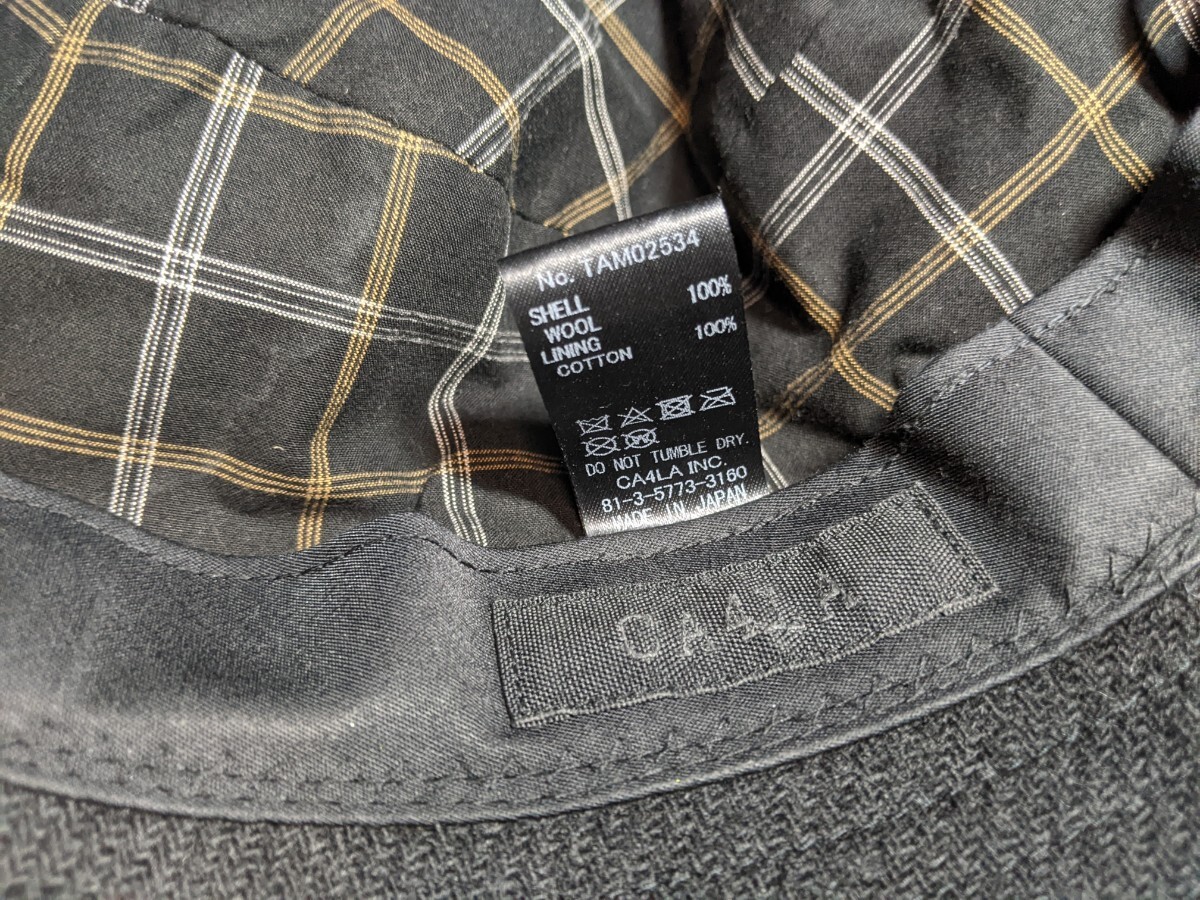 No. TAM02534
SHELL
WOOL 100%
LINING
COTTON 100%
DO NOT TUMBLE DRY.
CA4LA INC.
81-3-5773-3160
MADE IN JAPAN
CA4LA